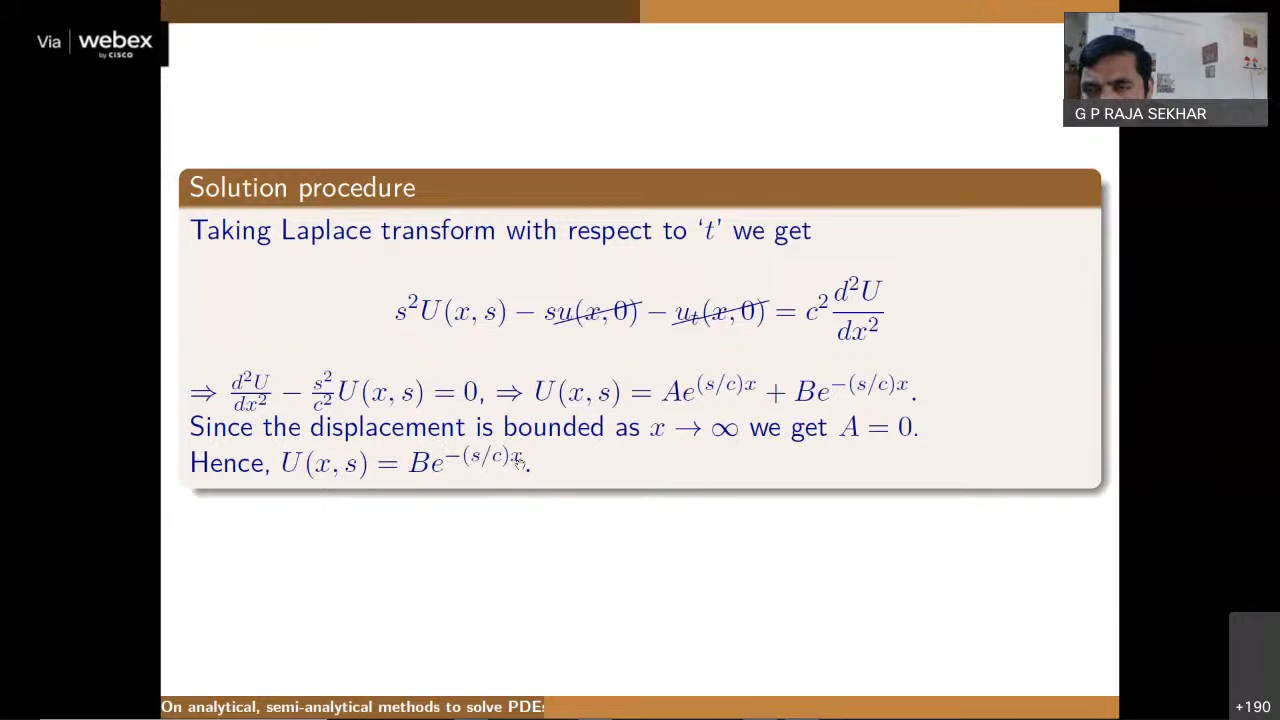 Via | webex
by CISCO
G P RAJA SEKHAR
Solution procedure
Taking Laplace transform with respect to ‘t’ we get
s²U(x, s) − su(x, 0) − uₜ(x, 0) = c² d²U/dx²
⇒ d²U/dx² − s²/c² U(x, s) = 0, ⇒ U(x, s) = Ae^(s/c)x + Be^−(s/c)x.
Since the displacement is bounded as x → ∞ we get A = 0.
Hence, U(x, s) = Be^−(s/c)x.
On analytical, semi-analytical methods to solve PDEs
+190